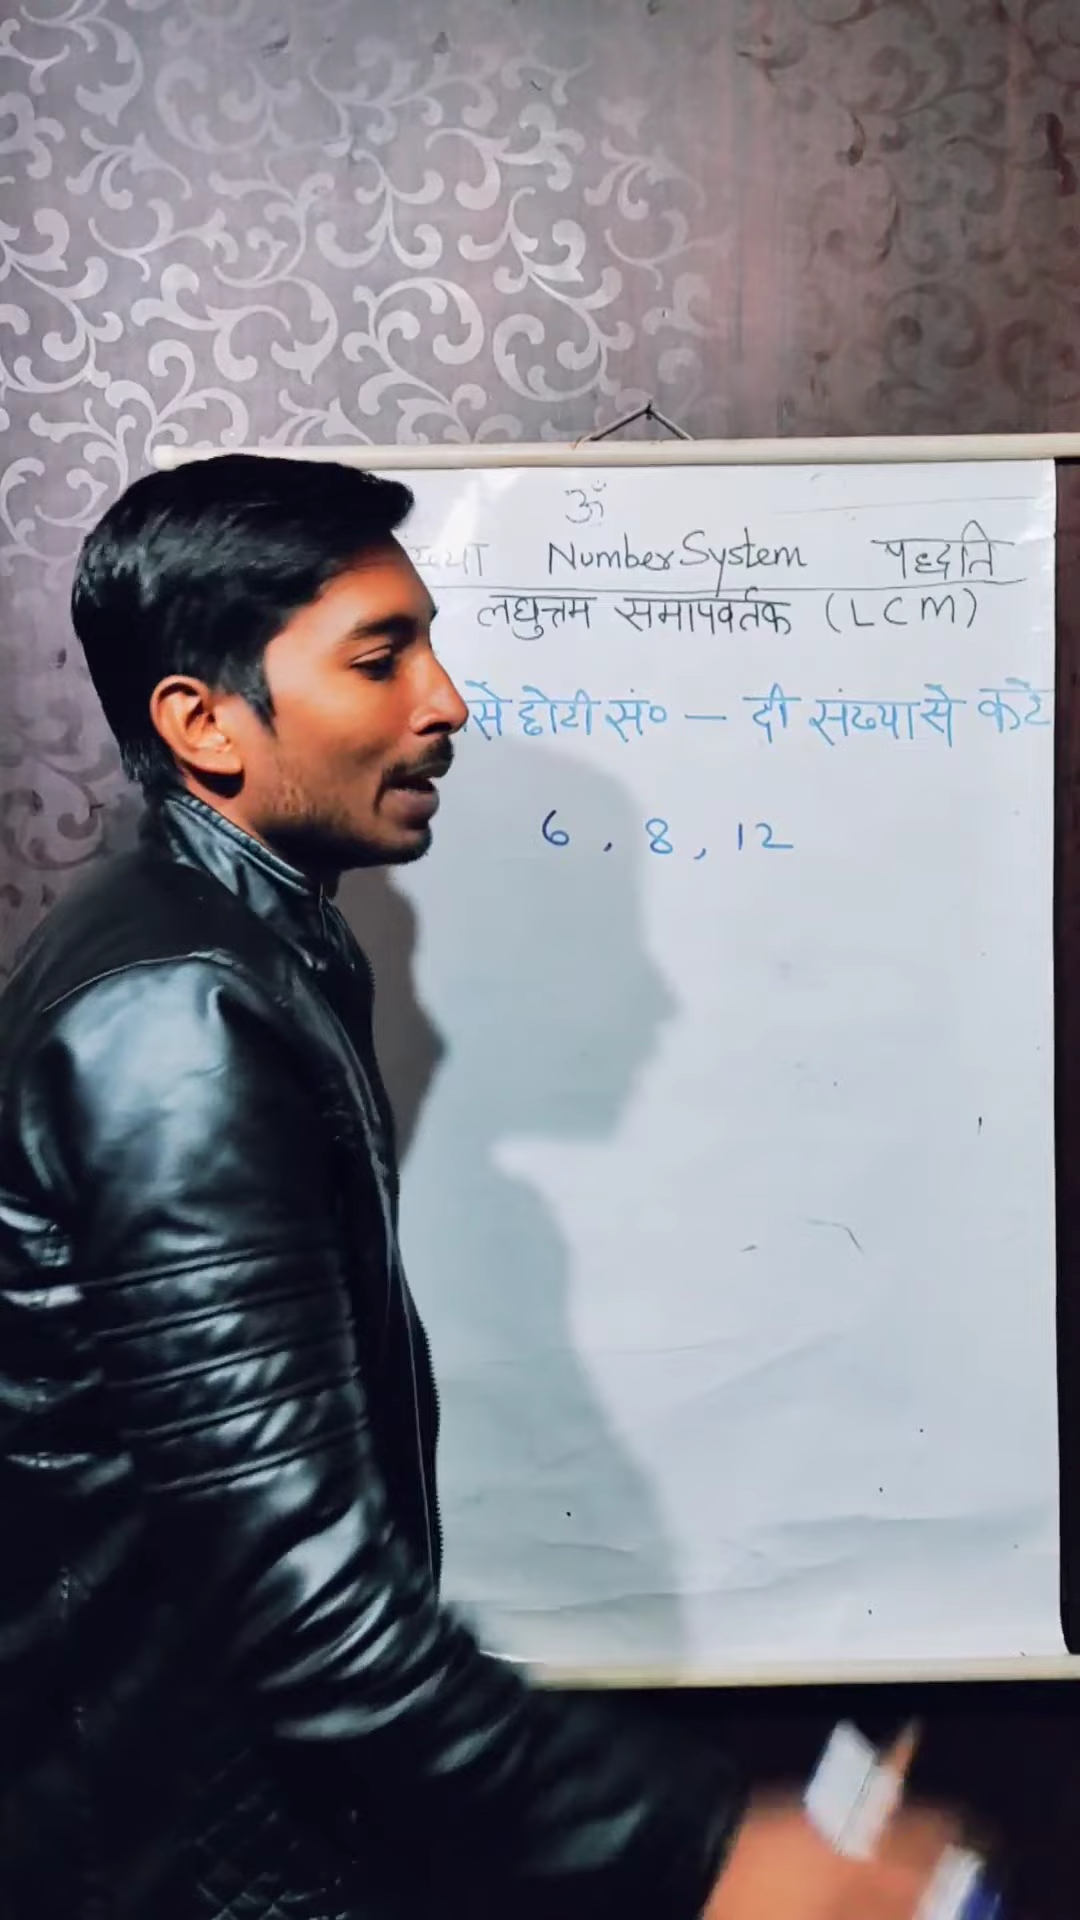 ॐ
Number System पद्धति
लघुत्तम समापवर्तक (LCM)
से छोटी सं० — दी संख्या से कटे
6, 8, 12